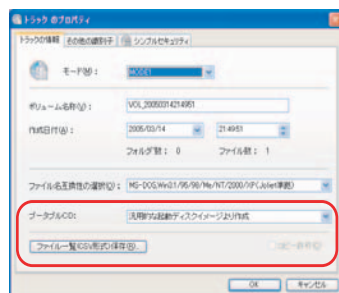 トラック のプロパティ
トラックの情報 その他の識別子 シンプルセキュリティ
モード(M): MODE1
ボリューム名称(V): VOL_20050314214951
作成日付(A): 2005/03/14 21:49:51
フォルダ数: 0 ファイル数: 1
ファイル名互換性の選択(C): MS-DOS,Win3.1/95/98/Me/NT/2000/XP(Joliet準拠)
ブータブルCD: 汎用的な起動ディスクイメージより作成
ファイル一覧(CSV形式)保存(R)...
OK キャンセル